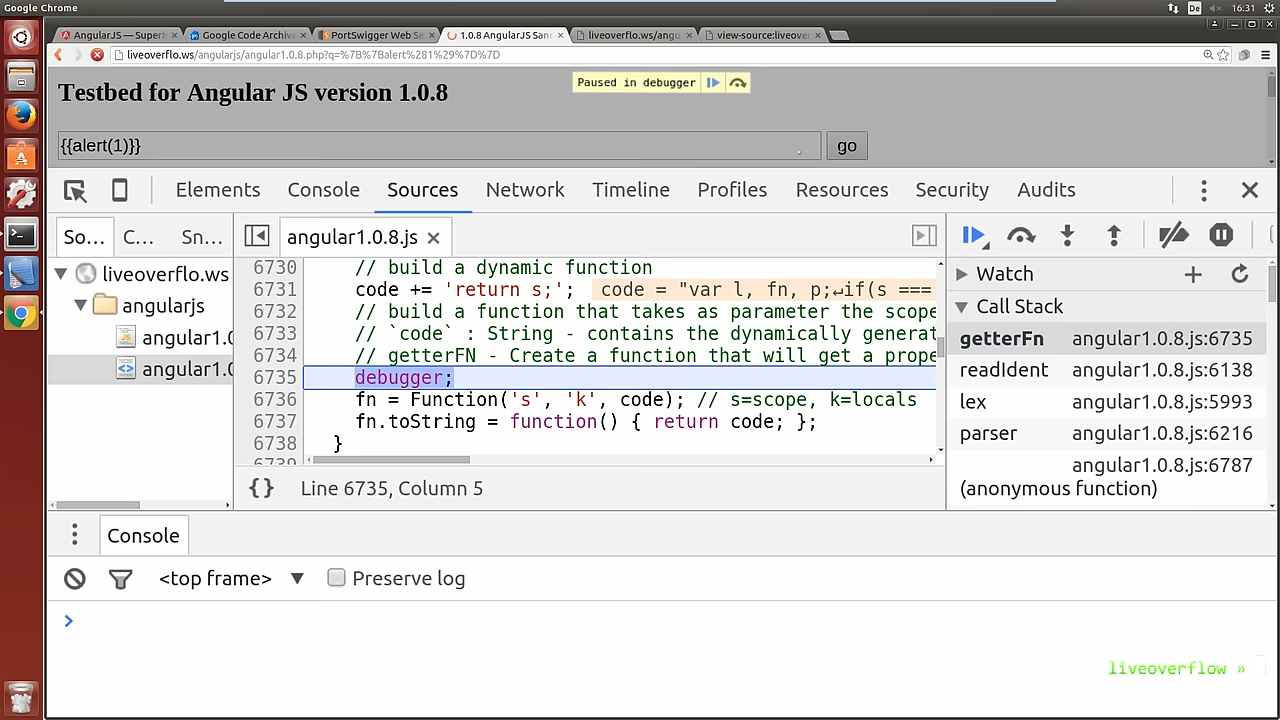 Google Chrome
De
16:31
AngularJS — Superh
Google Code Archive
PortSwigger Web Se
1.0.8 AngularJS San
liveoverflo.ws/angu
view-source:liveover
liveoverflo.ws/angularjs/angular1.0.8.php?q=%7B%7Balert%281%29%7D%7D
Paused in debugger
Testbed for Angular JS version 1.0.8
{{alert(1)}}
go
Elements
Console
Sources
Network
Timeline
Profiles
Resources
Security
Audits
So…
C…
Sn…
angular1.0.8.js
liveoverflo.ws
angularjs
angular1.0
angular1.0
6730 // build a dynamic function
6731 code += 'return s;'; code = "var l, fn, p;↵if(s ===
6732 // build a function that takes as parameter the scope
6733 // `code` : String - contains the dynamically generat
6734 // getterFN - Create a function that will get a prope
6735 debugger;
6736 fn = Function('s', 'k', code); // s=scope, k=locals
6737 fn.toString = function() { return code; };
6738 }
6739
{} Line 6735, Column 5
Watch
Call Stack
getterFn angular1.0.8.js:6735
readIdent angular1.0.8.js:6138
lex angular1.0.8.js:5993
parser angular1.0.8.js:6216
angular1.0.8.js:6787
(anonymous function)
Console
<top frame>
Preserve log
liveoverflow »